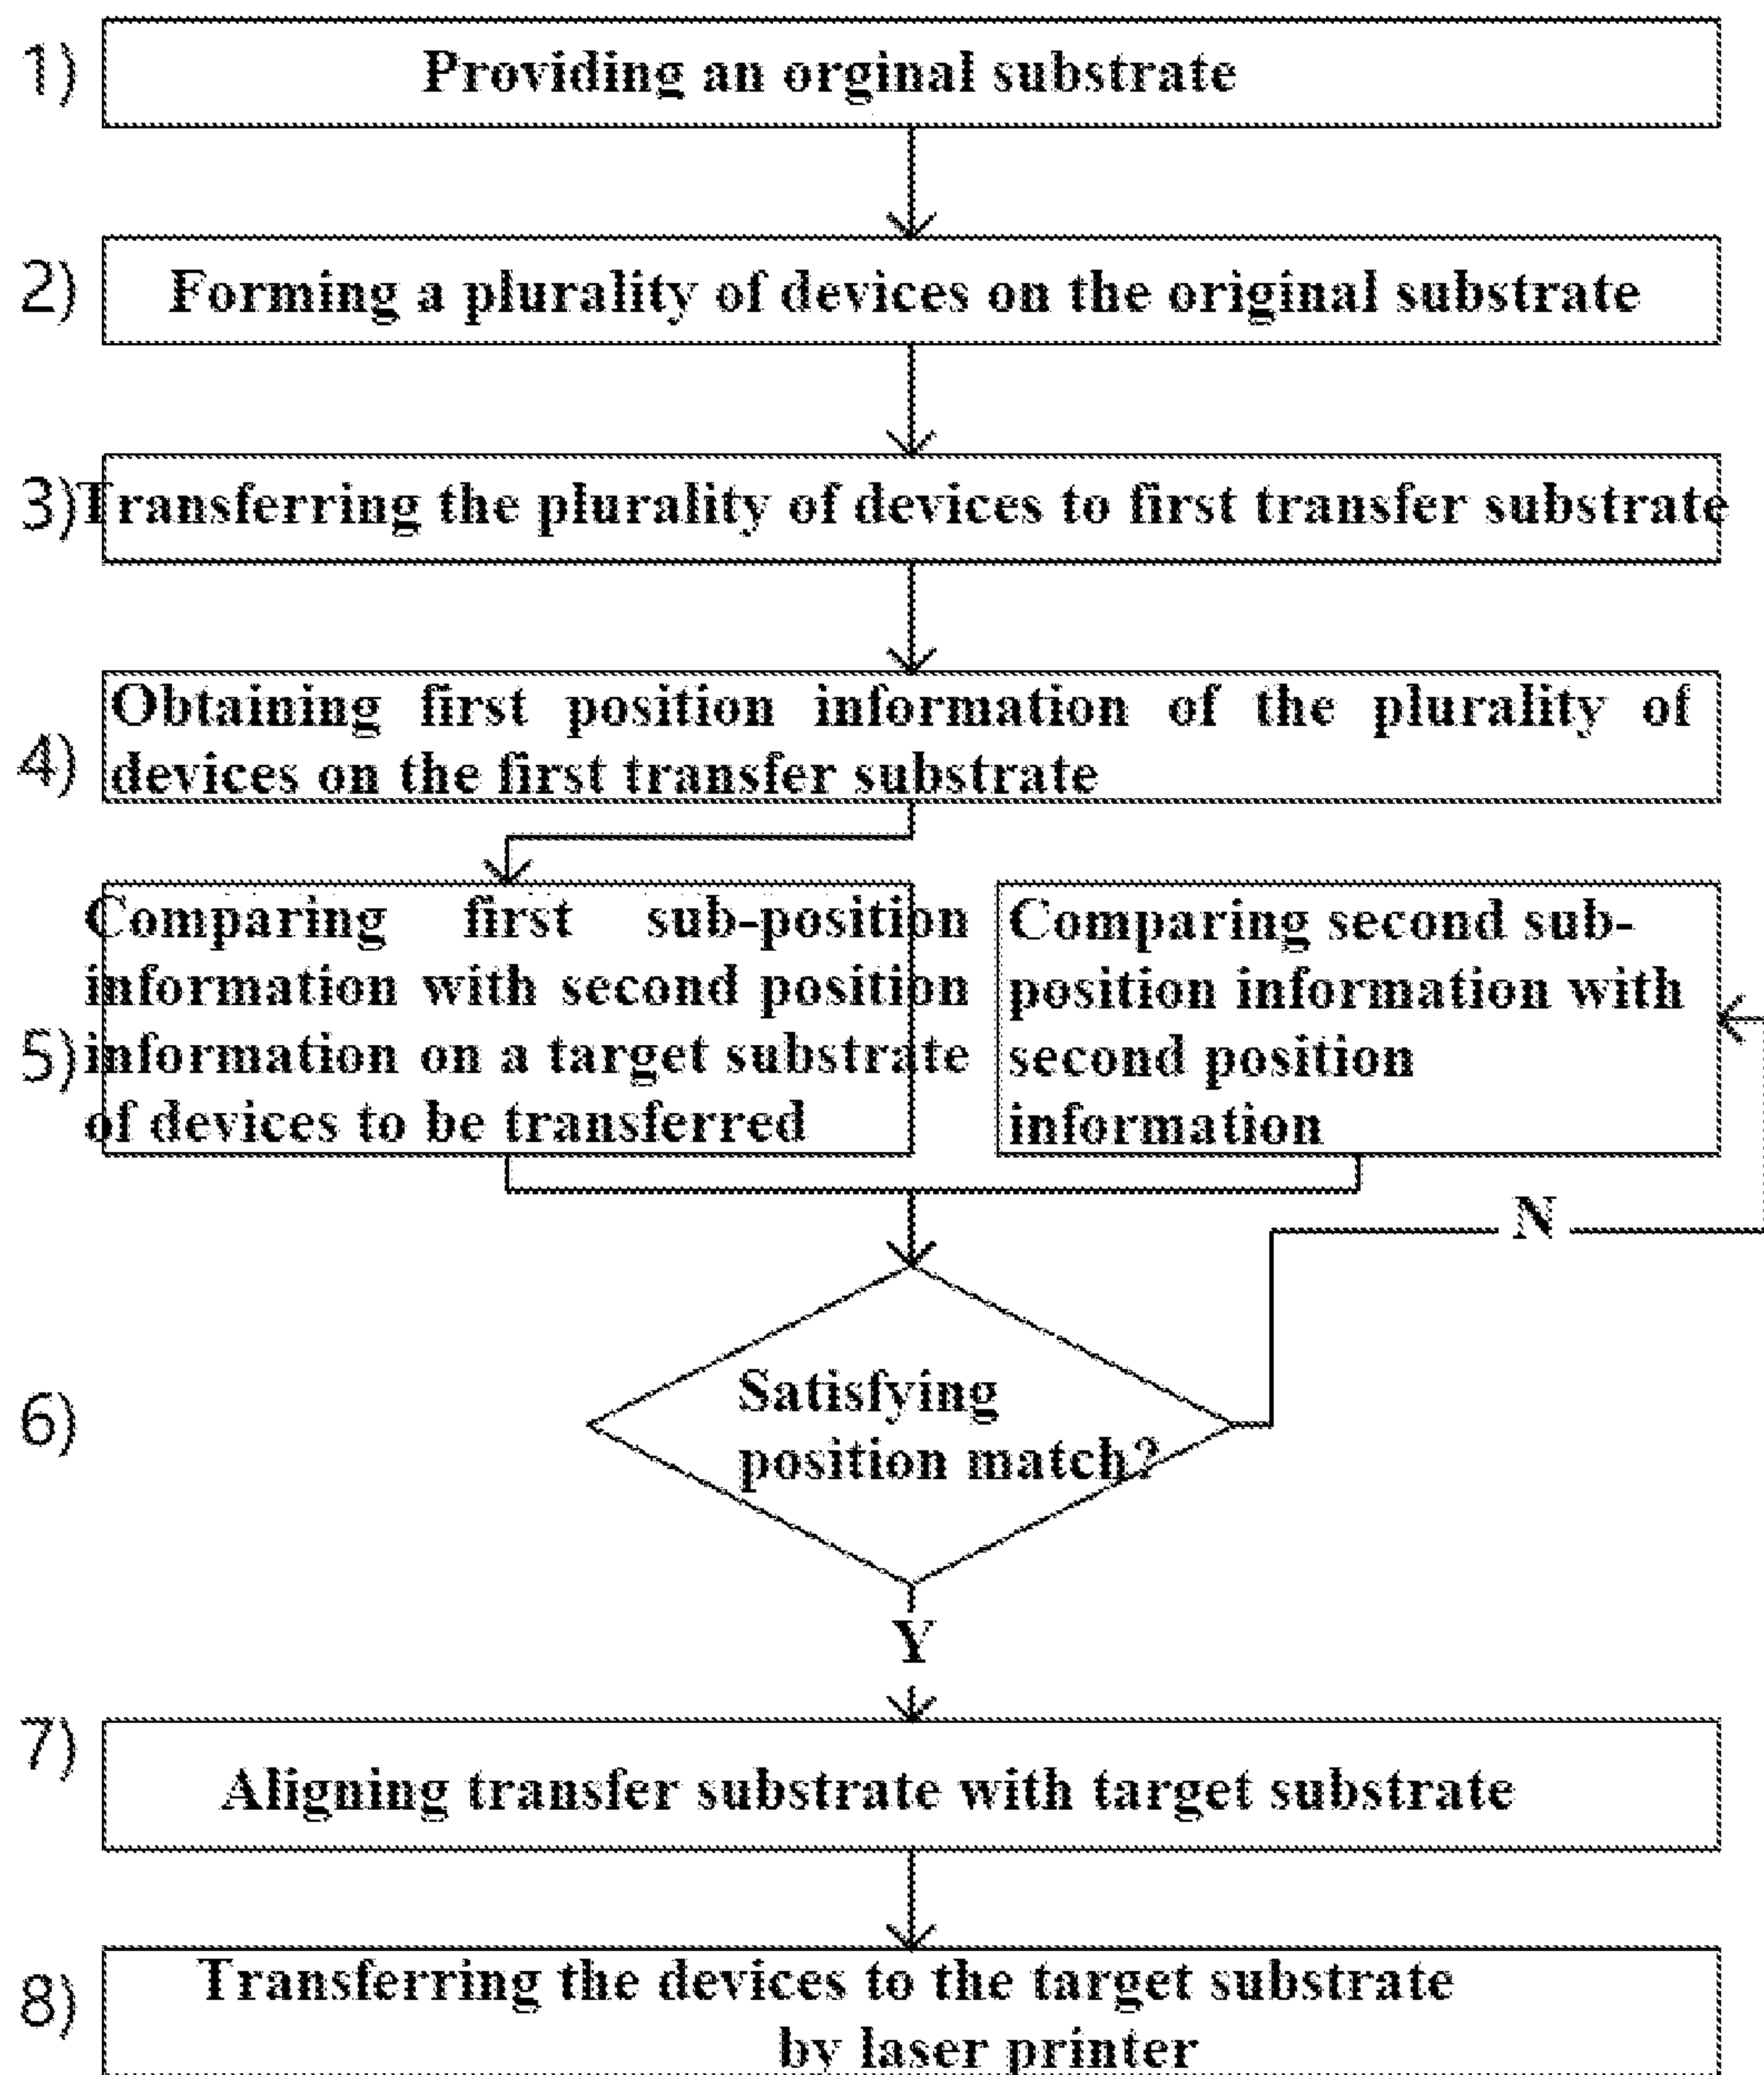 1)
Providing an orginal substrate
2)
Forming a plurality of devices on the original substrate
3)
Transferring the plurality of devices to first transfer substrate
4)
Obtaining first position information of the plurality of
devices on the first transfer substrate
5)
Comparing first sub-position
information with second position
information on a target substrate
of devices to be transferred
Comparing second sub-
position information with
second position
information
N
6)
Satisfying
position match?
Y
7)
Aligning transfer substrate with target substrate
8)
Transferring the devices to the target substrate
by laser printer